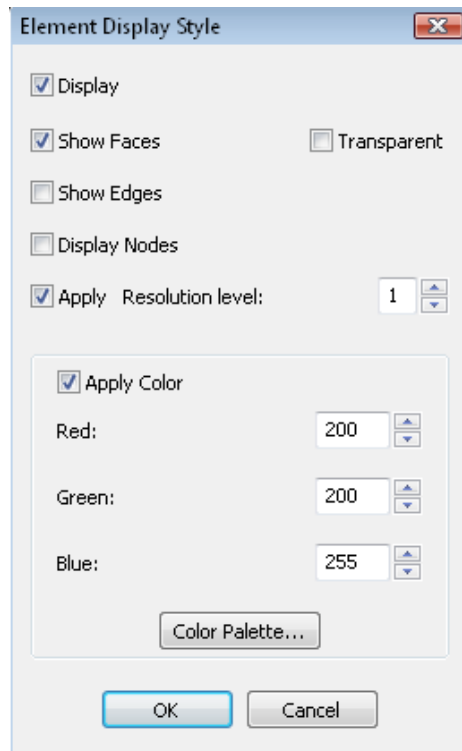 Element Display Style
Display
Show Faces Transparent
Show Edges
Display Nodes
Apply Resolution level: 1
Apply Color
Red: 200
Green: 200
Blue: 255
Color Palette...
OK Cancel